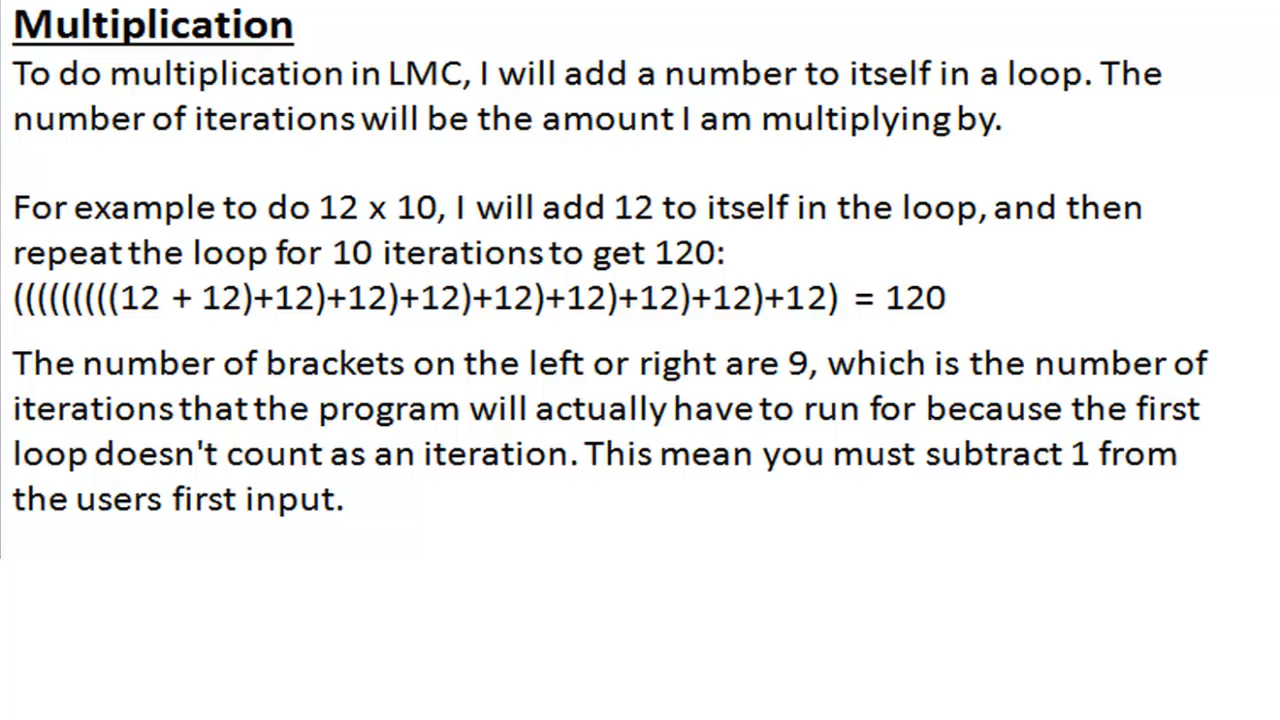 Multiplication
To do multiplication in LMC, I will add a number to itself in a loop. The
number of iterations will be the amount I am multiplying by.
For example to do 12 x 10, I will add 12 to itself in the loop, and then
repeat the loop for 10 iterations to get 120:
(((((((((12 + 12)+12)+12)+12)+12)+12)+12)+12)+12) = 120
The number of brackets on the left or right are 9, which is the number of
iterations that the program will actually have to run for because the first
loop doesn't count as an iteration. This mean you must subtract 1 from
the users first input.